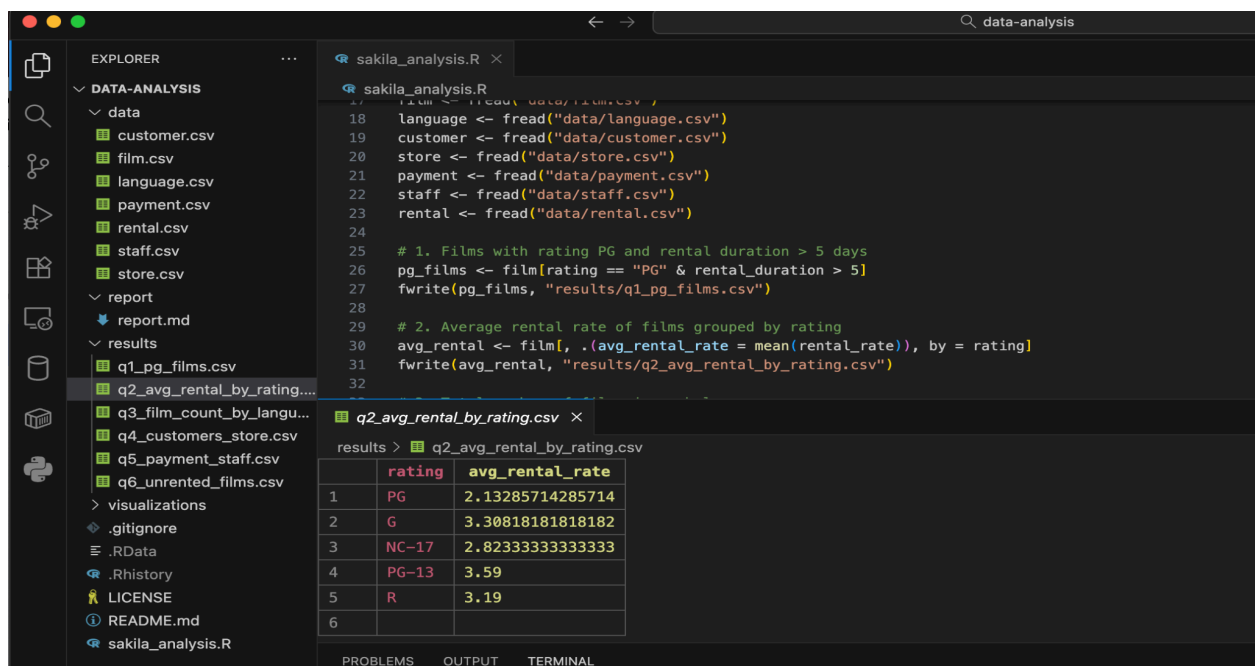 data-analysis
EXPLORER ...
DATA-ANALYSIS
data
customer.csv
film.csv
language.csv
payment.csv
rental.csv
staff.csv
store.csv
report
report.md
results
q1_pg_films.csv
q2_avg_rental_by_rating....
q3_film_count_by_langu...
q4_customers_store.csv
q5_payment_staff.csv
q6_unrented_films.csv
visualizations
.gitignore
.RData
.Rhistory
LICENSE
README.md
sakila_analysis.R
sakila_analysis.R
sakila_analysis.R
17 film <- fread("data/film.csv")
18 language <- fread("data/language.csv")
19 customer <- fread("data/customer.csv")
20 store <- fread("data/store.csv")
21 payment <- fread("data/payment.csv")
22 staff <- fread("data/staff.csv")
23 rental <- fread("data/rental.csv")
24
25 # 1. Films with rating PG and rental duration > 5 days
26 pg_films <- film[rating == "PG" & rental_duration > 5]
27 fwrite(pg_films, "results/q1_pg_films.csv")
28
29 # 2. Average rental rate of films grouped by rating
30 avg_rental <- film[, .(avg_rental_rate = mean(rental_rate)), by = rating]
31 fwrite(avg_rental, "results/q2_avg_rental_by_rating.csv")
32
q2_avg_rental_by_rating.csv
results > q2_avg_rental_by_rating.csv
rating avg_rental_rate
1 PG 2.13285714285714
2 G 3.30818181818182
3 NC-17 2.82333333333333
4 PG-13 3.59
5 R 3.19
6
PROBLEMS OUTPUT TERMINAL